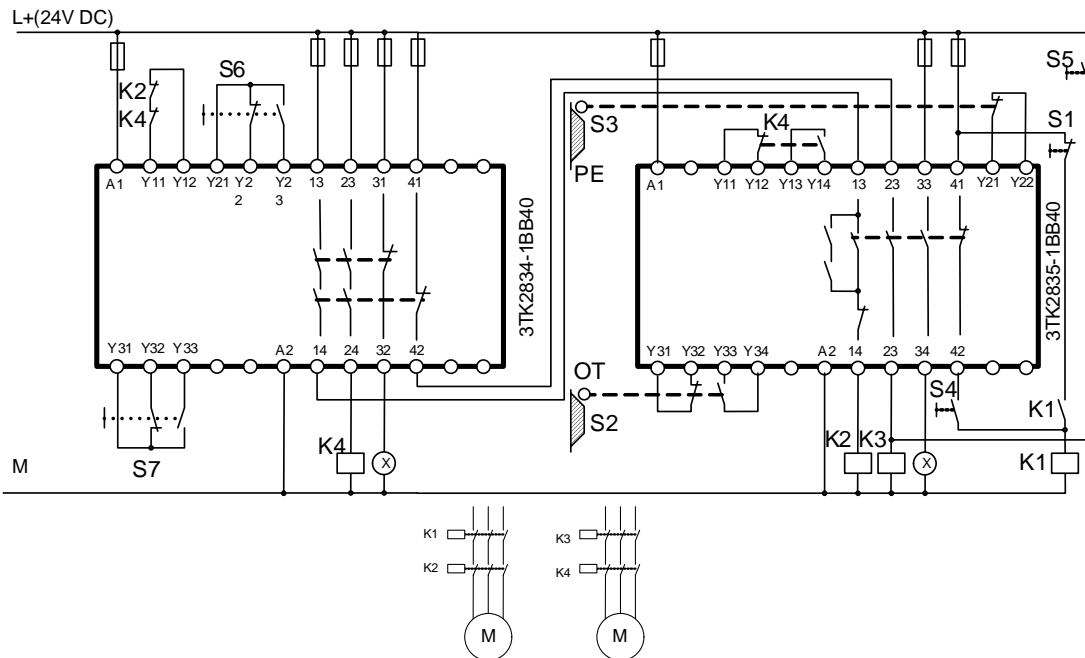 L+(24V DC)
K2
K4
S6
S3
PE
K4
S5
S1
A1 Y11 Y12 Y21 Y2 2 Y2 3 13 23 31 41
A1 Y11 Y12 Y13 Y14 13 23 33 41 Y21 Y22
3TK2834-1BB40
3TK2835-1BB40
Y31 Y32 Y33 A2 14 24 32 42
Y31 Y32 Y33 Y34 A2 14 23 34 42
OT
S2
S4
K1
S7
K4
X
K2
K3
X
K1
M
K1
K2
M
K3
K4
M